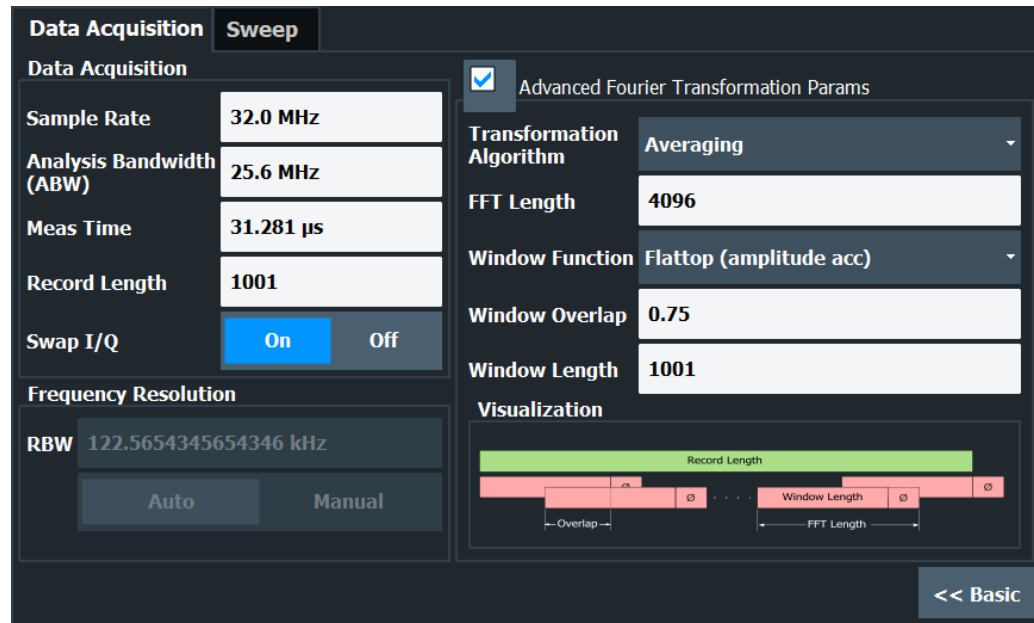 Data Acquisition Sweep
Data Acquisition
Sample Rate 32.0 MHz
Analysis Bandwidth
(ABW) 25.6 MHz
Meas Time 31.281 µs
Record Length 1001
Swap I/Q On Off
Frequency Resolution
RBW 122.5654345654346 kHz
Auto Manual
Advanced Fourier Transformation Params
Transformation
Algorithm Averaging
FFT Length 4096
Window Function Flattop (amplitude acc)
Window Overlap 0.75
Window Length 1001
Visualization
Record Length
Ø Ø
Ø . . . . Window Length Ø
Overlap FFT Length
<< Basic